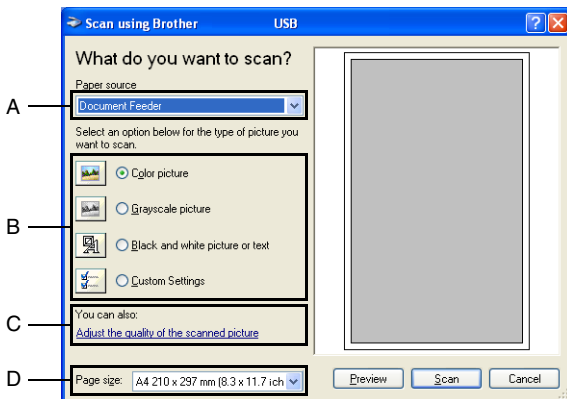 Scan using Brother USB
What do you want to scan?
Paper source
A
Document Feeder
Select an option below for the type of picture you
want to scan.
Color picture
Grayscale picture
B
Black and white picture or text
Custom Settings
You can also:
C
Adjust the quality of the scanned picture
D
Page size: A4 210 x 297 mm (8.3 x 11.7 ich
Preview Scan Cancel